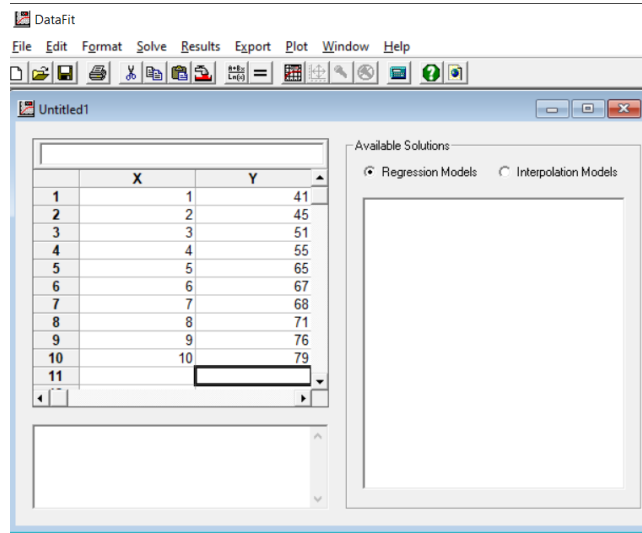 DataFit
File Edit Format Solve Results Export Plot Window Help
Untitled1
Available Solutions
Regression Models Interpolation Models
X Y
1 1 41
2 2 45
3 3 51
4 4 55
5 5 65
6 6 67
7 7 68
8 8 71
9 9 76
10 10 79
11